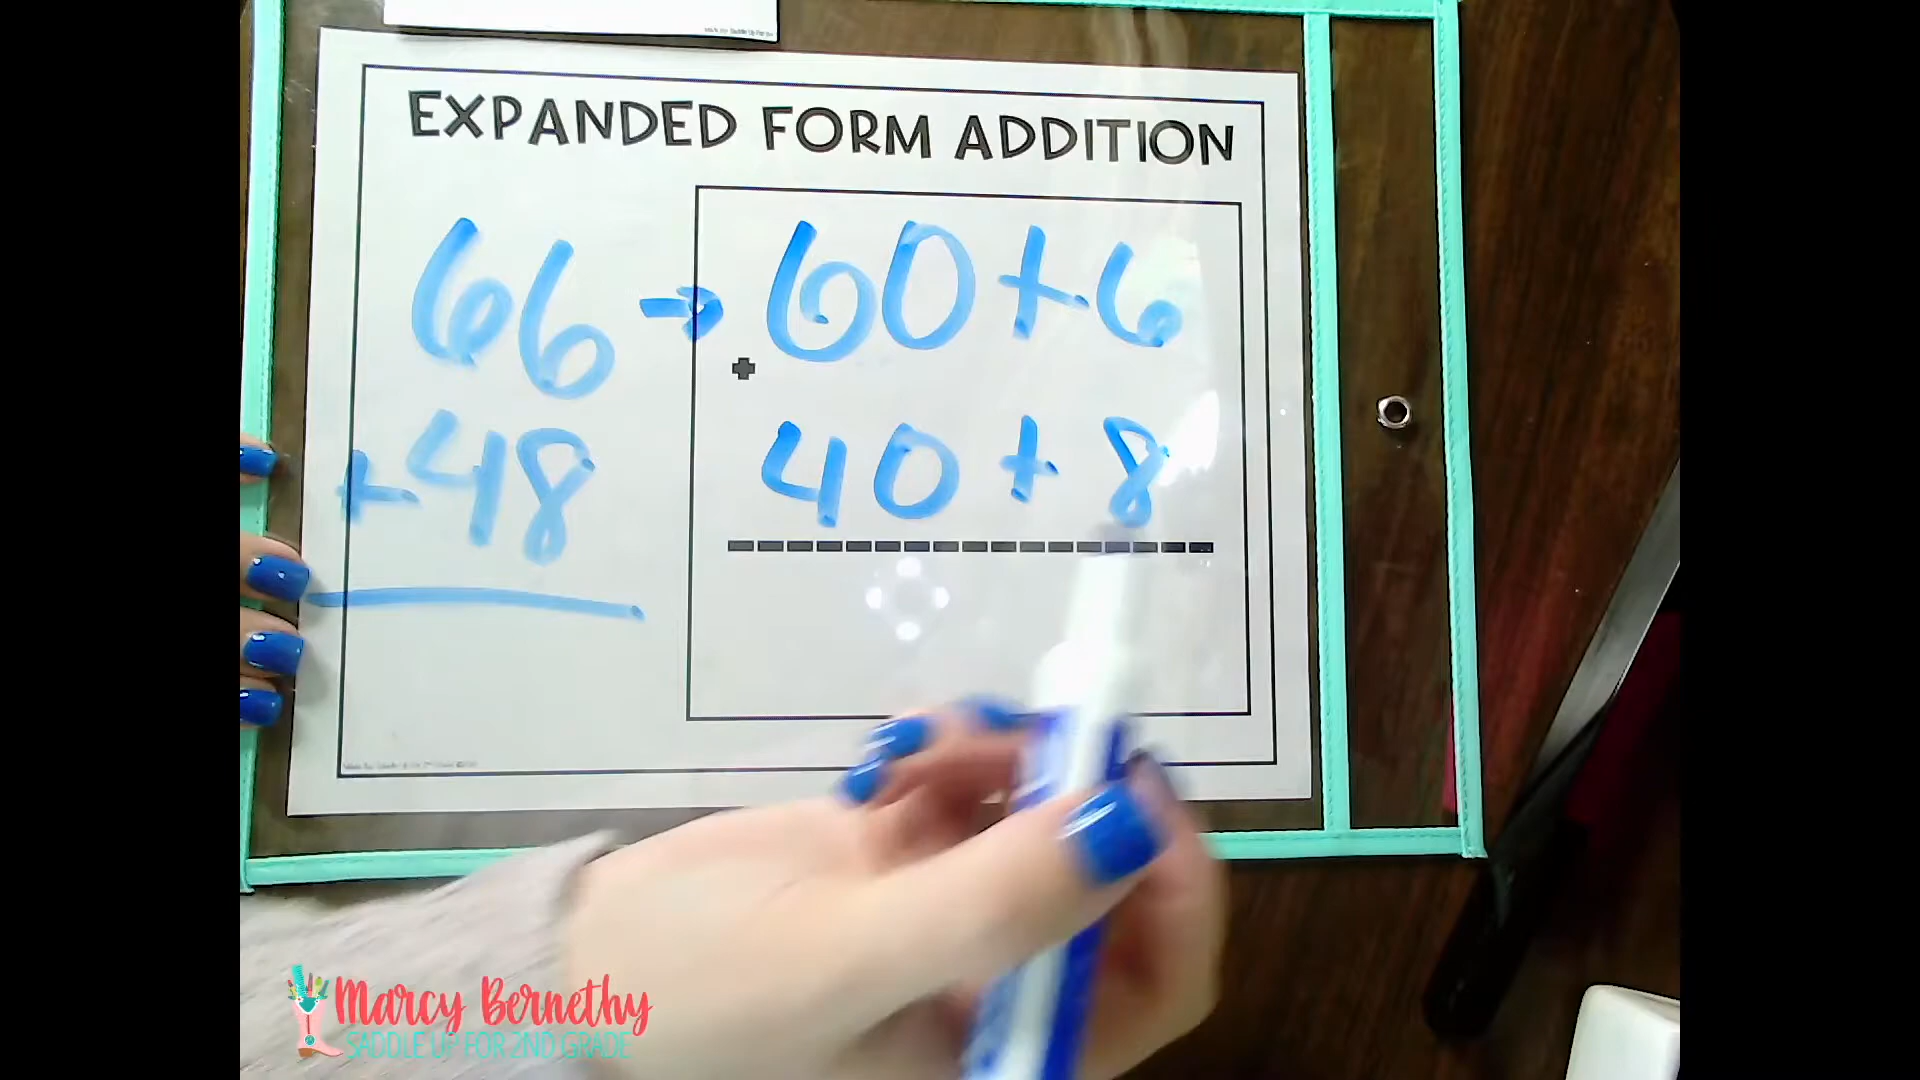 EXPANDED FORM ADDITION
66 → 60+6
+
+48
40 + 8
Marcy Bernethy
SADDLE UP FOR 2ND GRADE